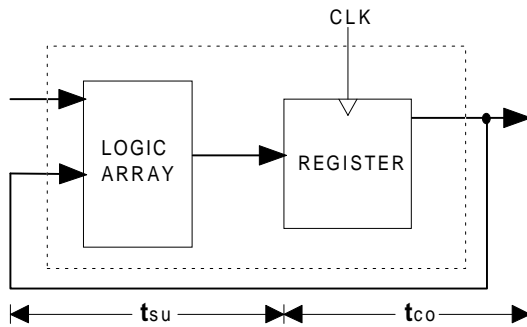 CLK
LOGIC
ARRAY
REGISTER
tsu
tco